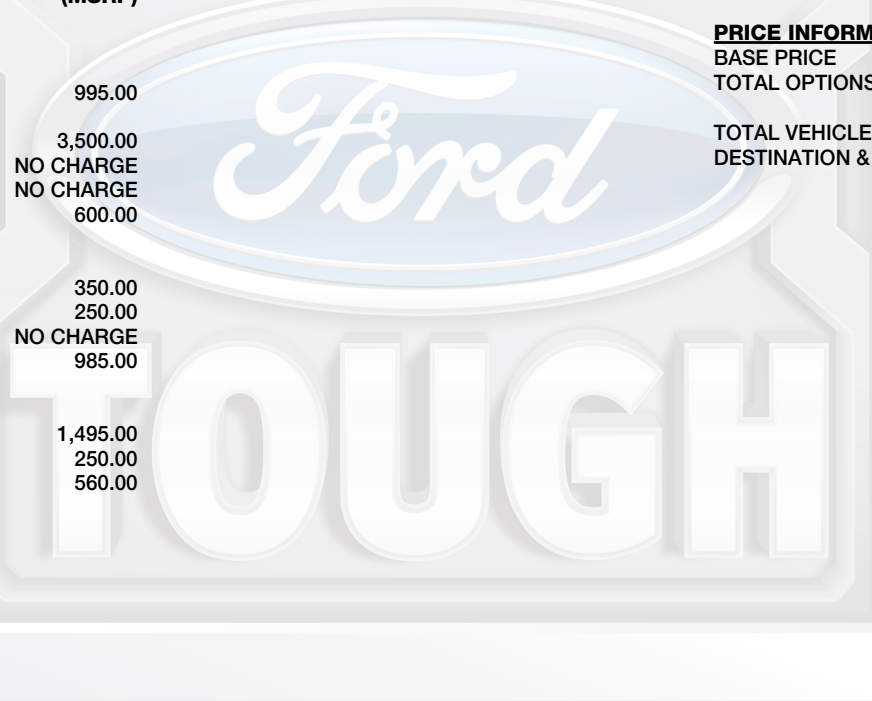 (MSRP)
995.00
3,500.00
NO CHARGE
NO CHARGE
600.00
350.00
250.00
NO CHARGE
985.00
1,495.00
250.00
560.00
PRICE INFORM
BASE PRICE
TOTAL OPTIONS
TOTAL VEHICLE
DESTINATION &
Ford
TOUGH